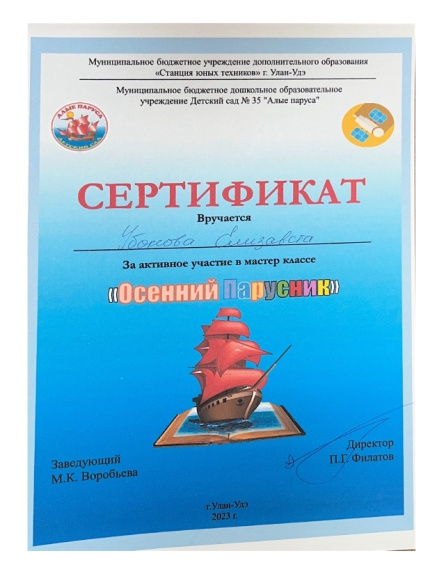 Муниципальное бюджетное учреждение дополнительного образования
«Станция юных техников» г. Улан-Удэ
Муниципальное бюджетное дошкольное образовательное
учреждение Детский сад № 35 "Алые паруса"
АЛЫЕ ПАРУСА
СЕРТИФИКАТ
Вручается
Елизавета
За активное участие в мастер классе
«Осенний Парусник»
Заведующий
М.К. Воробьева
Директор
П.Г. Филатов
г.Улан-Удэ
2023 г.